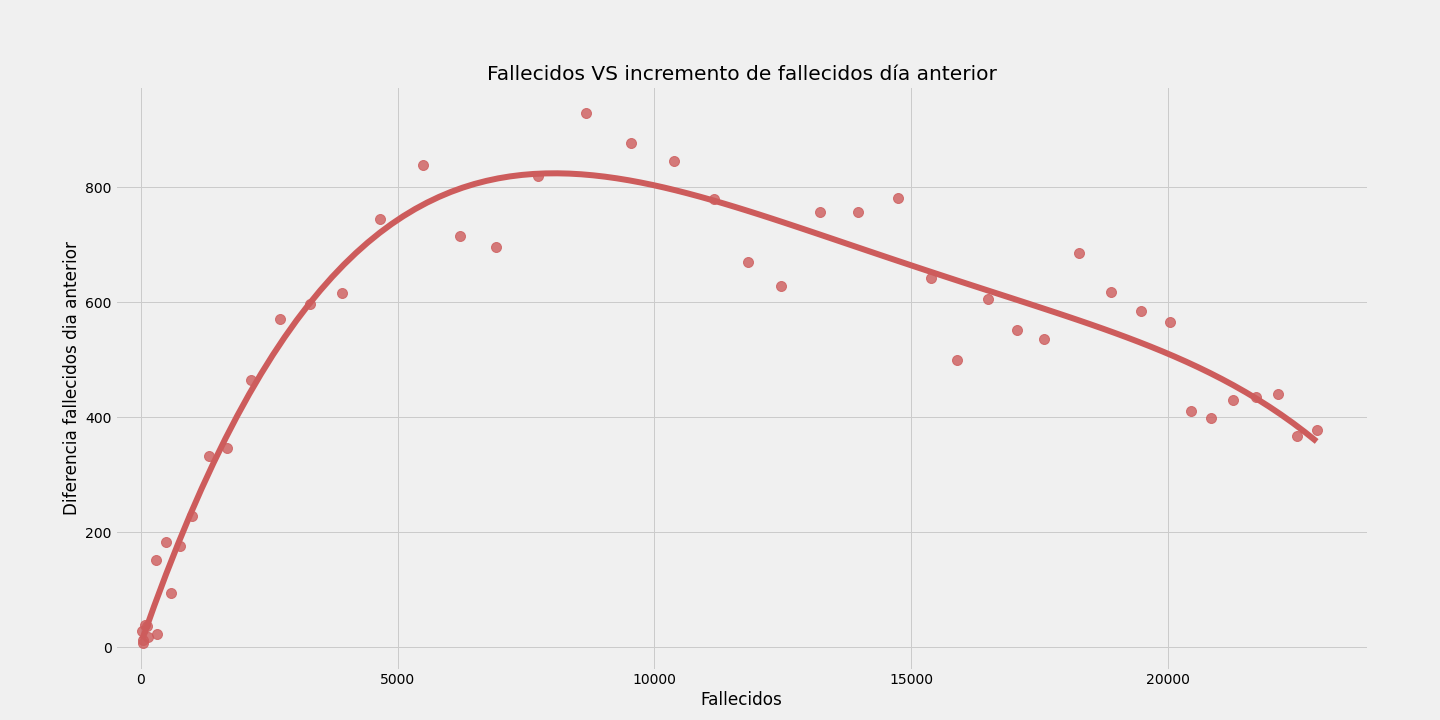 Fallecidos VS incremento de fallecidos día anterior
Diferencia fallecidos dia anterior
800
600
400
200
0
0 5000 10000 15000 20000
Fallecidos